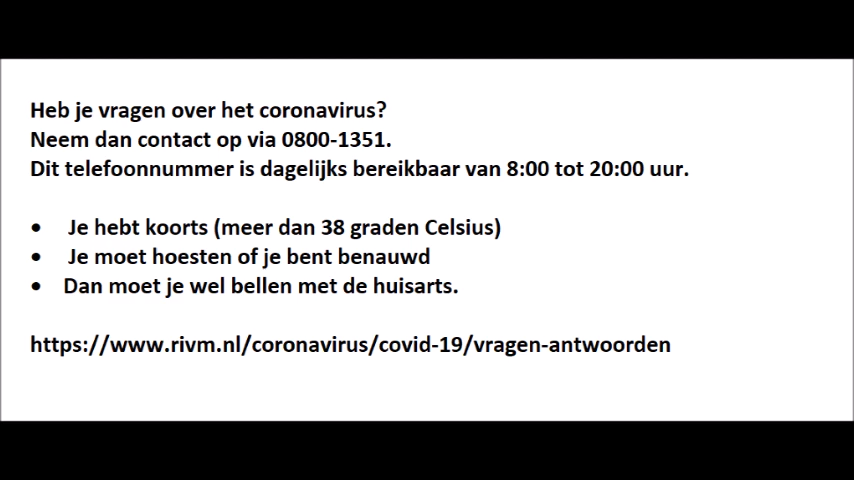 Heb je vragen over het coronavirus?
Neem dan contact op via 0800-1351.
Dit telefoonnummer is dagelijks bereikbaar van 8:00 tot 20:00 uur.
• Je hebt koorts (meer dan 38 graden Celsius)
• Je moet hoesten of je bent benauwd
• Dan moet je wel bellen met de huisarts.
https://www.rivm.nl/coronavirus/covid-19/vragen-antwoorden